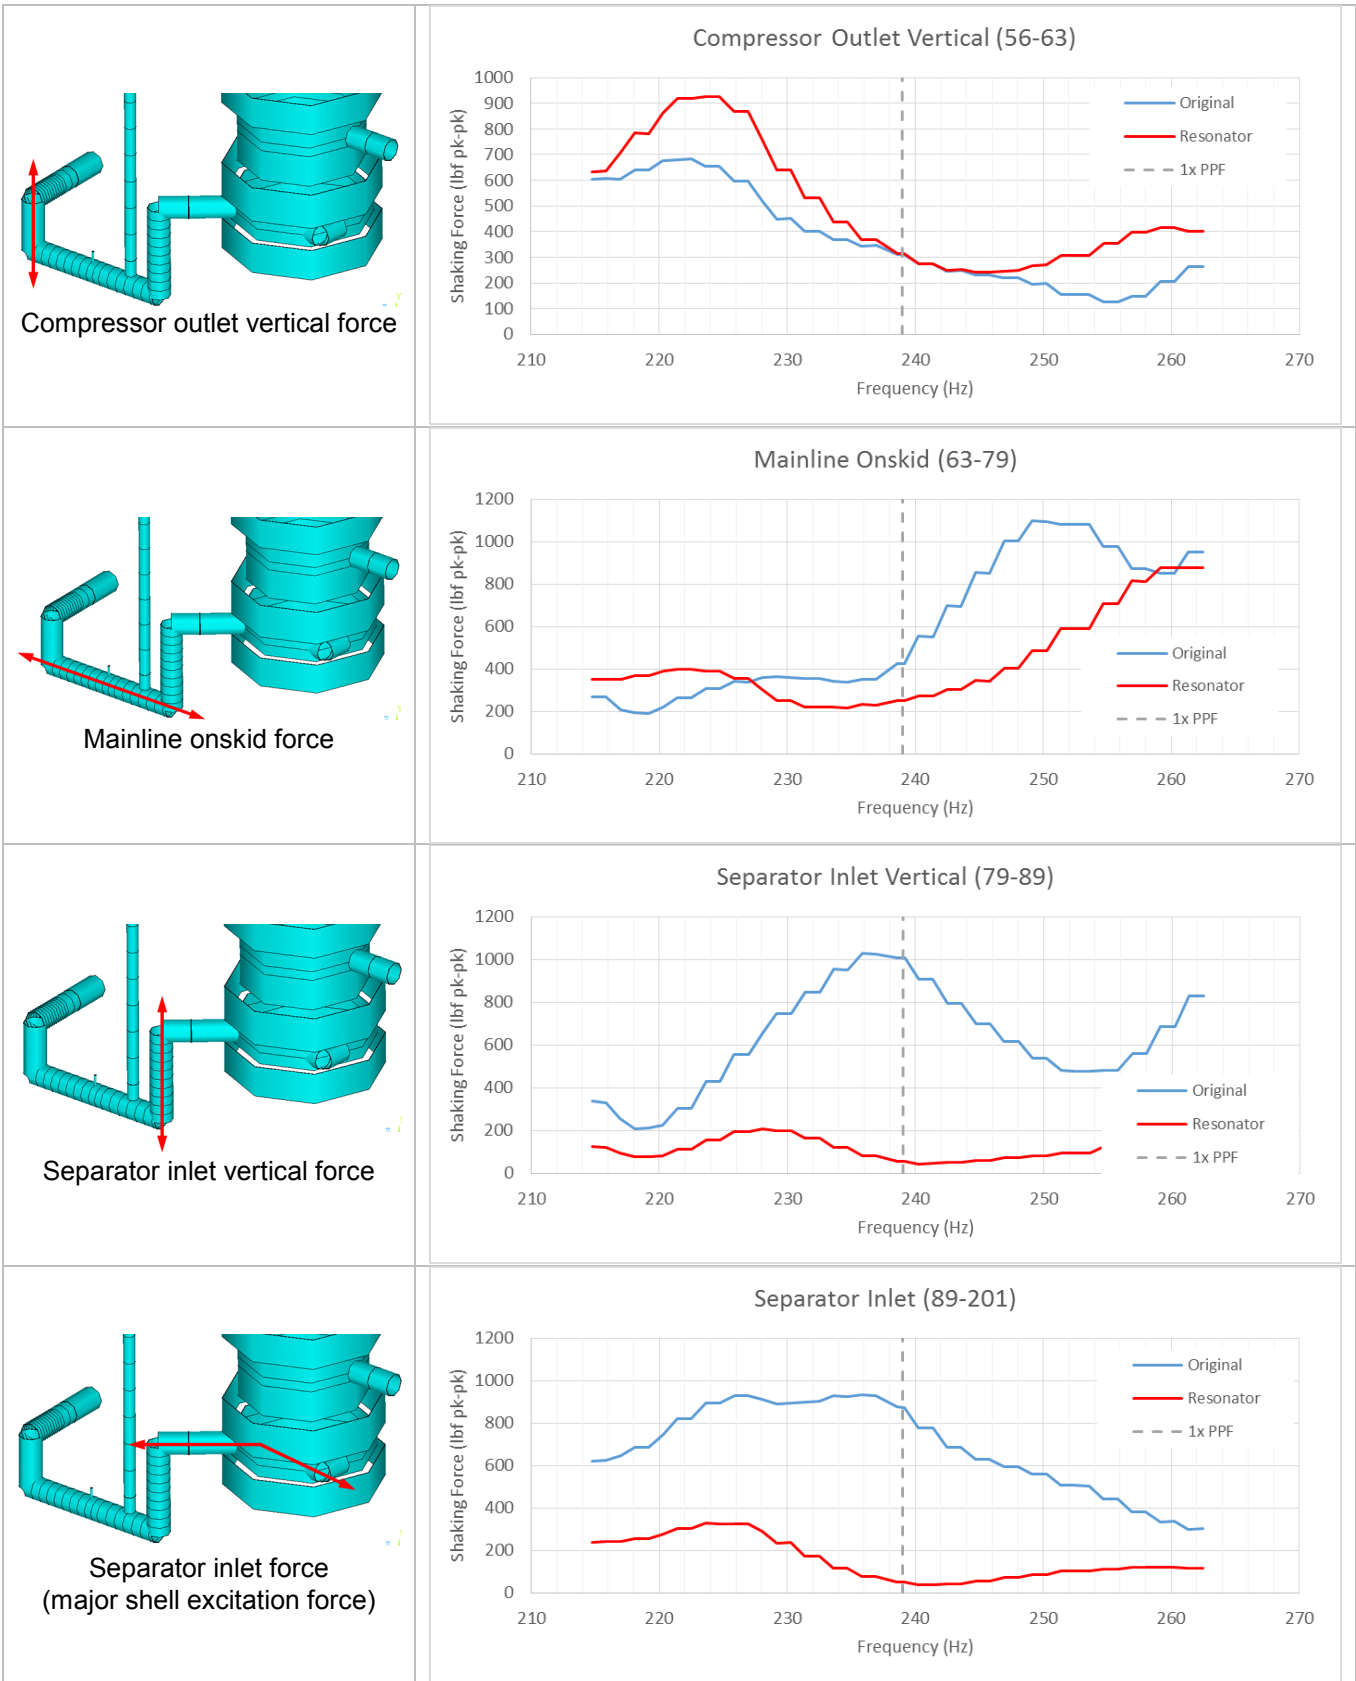 Compressor outlet vertical force
Compressor Outlet Vertical (56-63)
Shaking Force (lbf pk-pk)
1000
900
800
700
600
500
400
300
200
100
0
210 220 230 240 250 260 270
Frequency (Hz)
Original
Resonator
1x PPF
Mainline onskid force
Mainline Onskid (63-79)
Shaking Force (lbf pk-pk)
1200
1000
800
600
400
200
0
210 220 230 240 250 260 270
Frequency (Hz)
Original
Resonator
1x PPF
Separator inlet vertical force
Separator Inlet Vertical (79-89)
Shaking Force (lbf pk-pk)
1200
1000
800
600
400
200
0
210 220 230 240 250 260 270
Frequency (Hz)
Original
Resonator
1x PPF
Separator inlet force
(major shell excitation force)
Separator Inlet (89-201)
Shaking Force (lbf pk-pk)
1200
1000
800
600
400
200
0
210 220 230 240 250 260 270
Frequency (Hz)
Original
Resonator
1x PPF